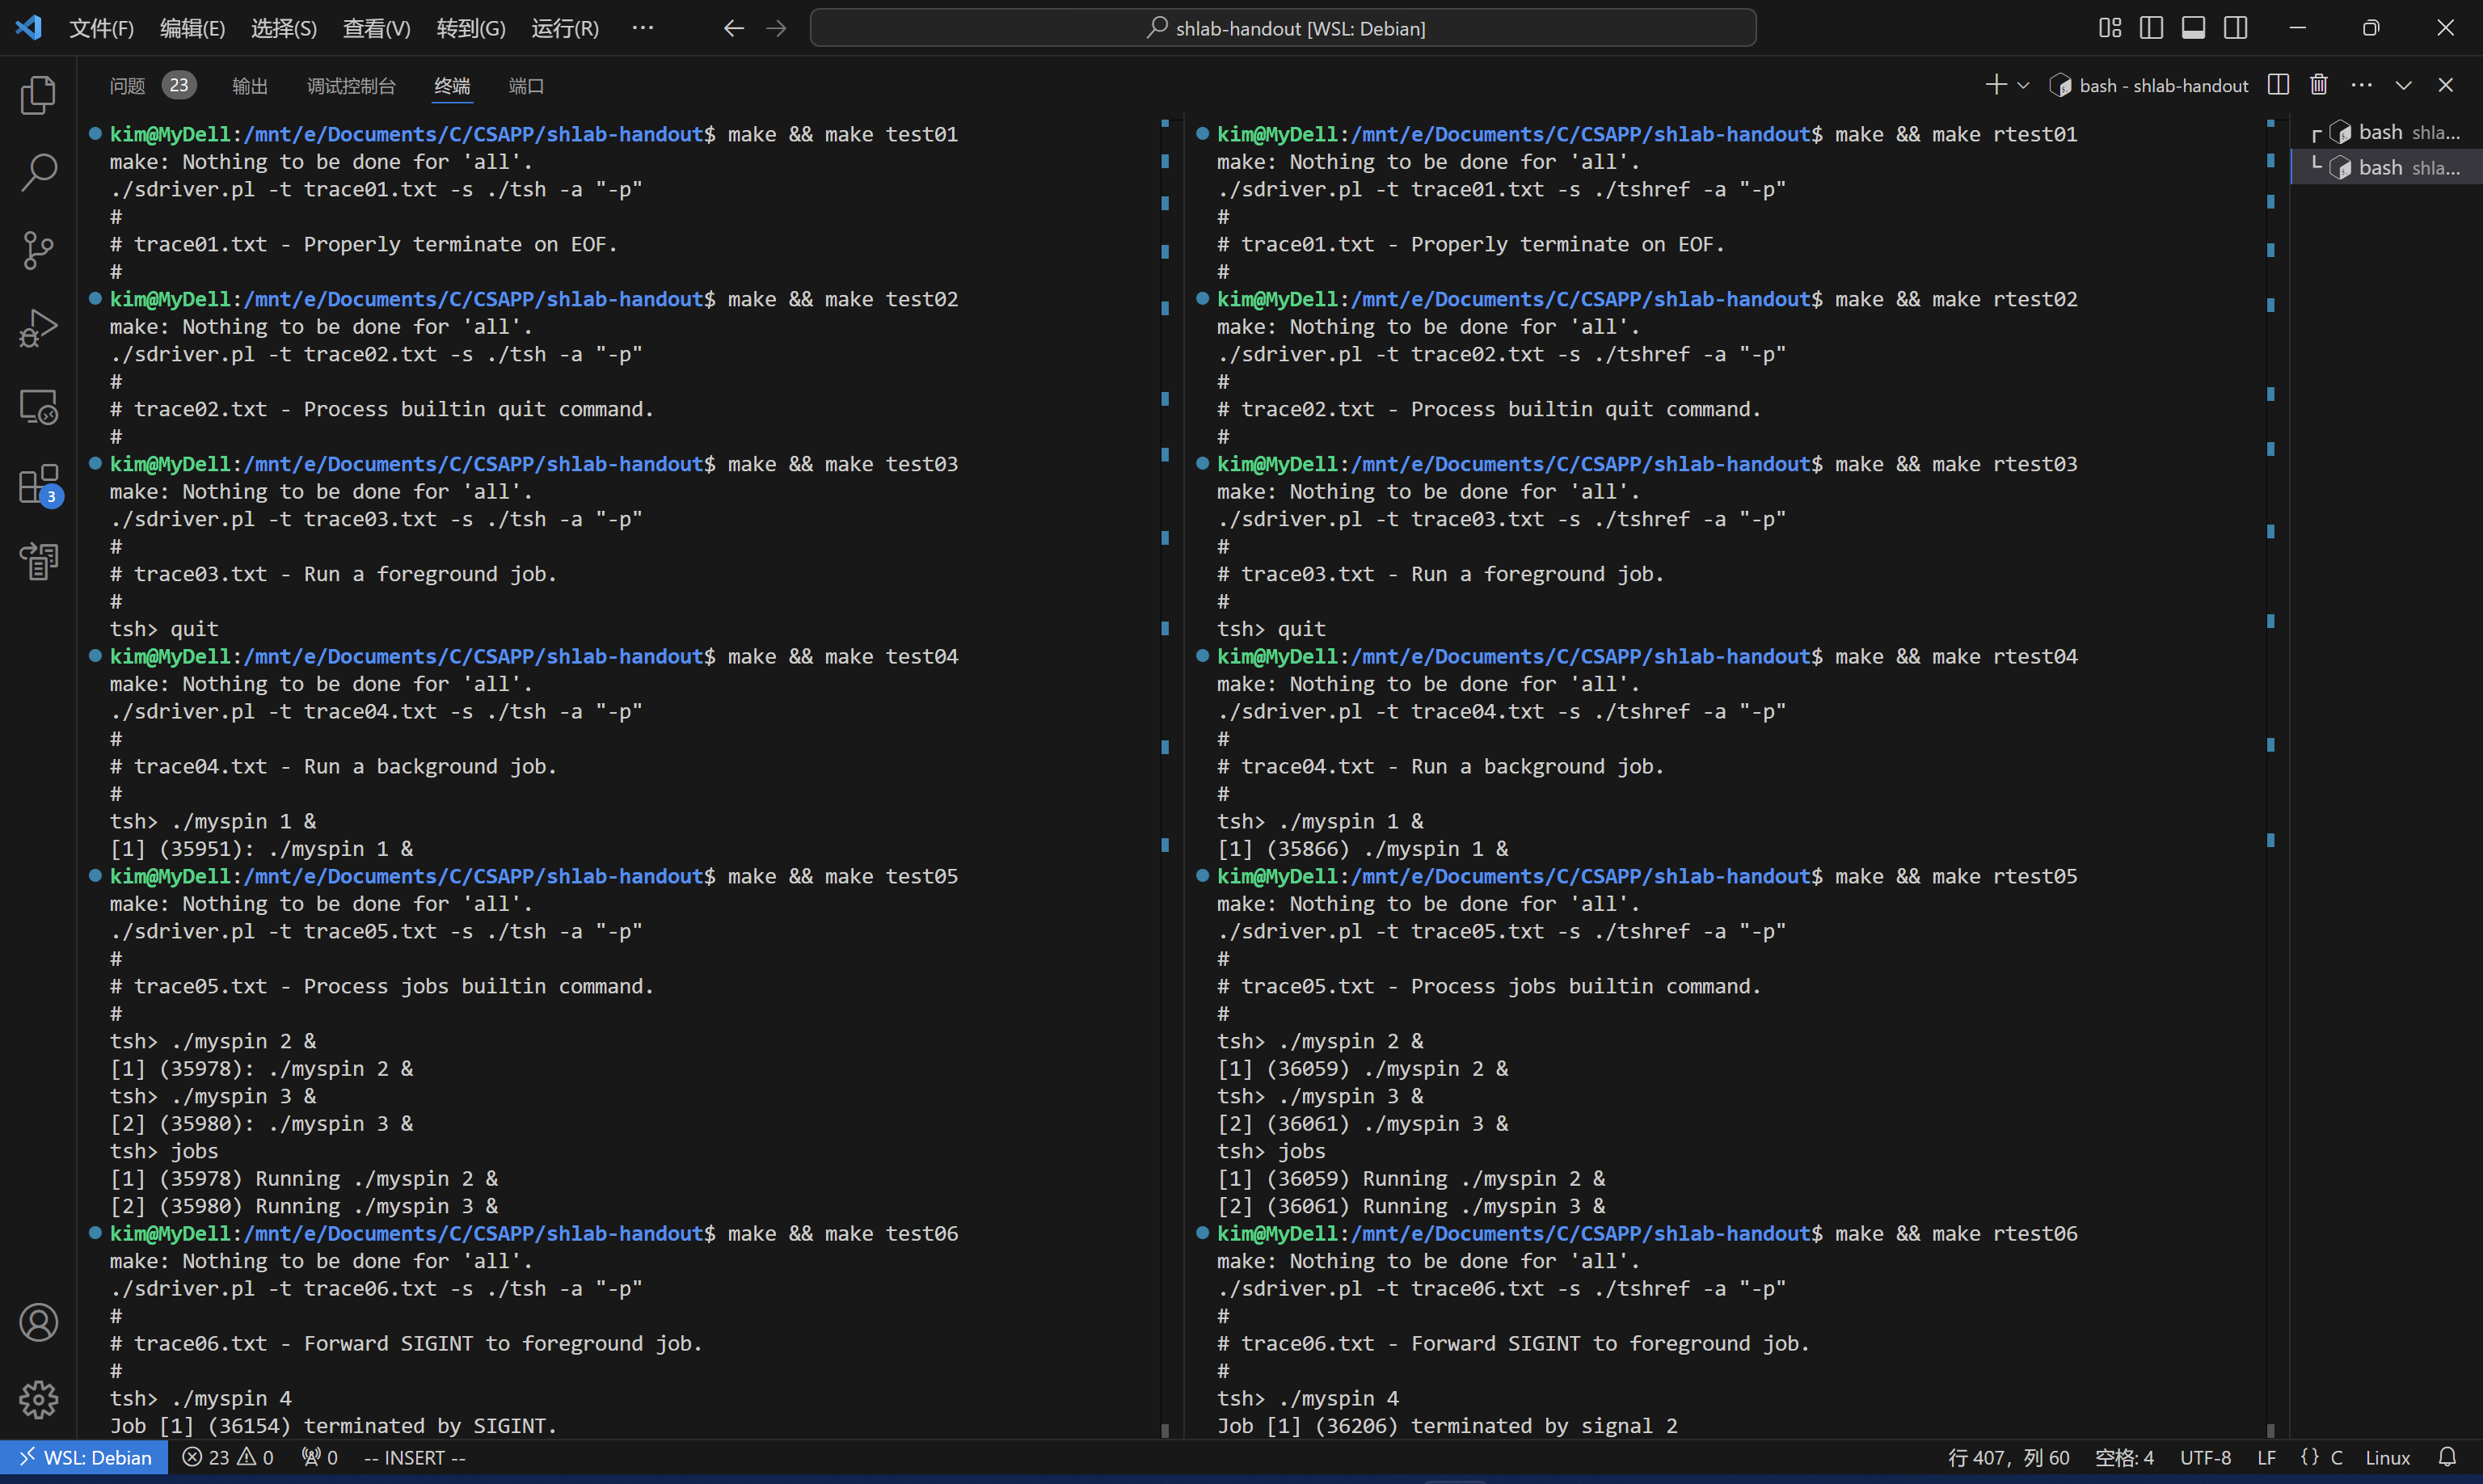 文件(F) 编辑(E) 选择(S) 查看(V) 转到(G) 运行(R) ··· shlab-handout [WSL: Debian]
问题 23 输出 调试控制台 终端 端口 bash - shlab-handout ···
kim@MyDell:/mnt/e/Documents/C/CSAPP/shlab-handout$ make && make test01
make: Nothing to be done for 'all'.
./sdriver.pl -t trace01.txt -s ./tsh -a "-p"
#
# trace01.txt - Properly terminate on EOF.
#
kim@MyDell:/mnt/e/Documents/C/CSAPP/shlab-handout$ make && make test02
make: Nothing to be done for 'all'.
./sdriver.pl -t trace02.txt -s ./tsh -a "-p"
#
# trace02.txt - Process builtin quit command.
#
kim@MyDell:/mnt/e/Documents/C/CSAPP/shlab-handout$ make && make test03
make: Nothing to be done for 'all'.
./sdriver.pl -t trace03.txt -s ./tsh -a "-p"
#
# trace03.txt - Run a foreground job.
#
tsh> quit
kim@MyDell:/mnt/e/Documents/C/CSAPP/shlab-handout$ make && make test04
make: Nothing to be done for 'all'.
./sdriver.pl -t trace04.txt -s ./tsh -a "-p"
#
# trace04.txt - Run a background job.
#
tsh> ./myspin 1 &
[1] (35951): ./myspin 1 &
kim@MyDell:/mnt/e/Documents/C/CSAPP/shlab-handout$ make && make test05
make: Nothing to be done for 'all'.
./sdriver.pl -t trace05.txt -s ./tsh -a "-p"
#
# trace05.txt - Process jobs builtin command.
#
tsh> ./myspin 2 &
[1] (35978): ./myspin 2 &
tsh> ./myspin 3 &
[2] (35980): ./myspin 3 &
tsh> jobs
[1] (35978) Running ./myspin 2 &
[2] (35980) Running ./myspin 3 &
kim@MyDell:/mnt/e/Documents/C/CSAPP/shlab-handout$ make && make test06
make: Nothing to be done for 'all'.
./sdriver.pl -t trace06.txt -s ./tsh -a "-p"
#
# trace06.txt - Forward SIGINT to foreground job.
#
tsh> ./myspin 4
Job [1] (36154) terminated by SIGINT.
kim@MyDell:/mnt/e/Documents/C/CSAPP/shlab-handout$ make && make rtest01
make: Nothing to be done for 'all'.
./sdriver.pl -t trace01.txt -s ./tshref -a "-p"
#
# trace01.txt - Properly terminate on EOF.
#
kim@MyDell:/mnt/e/Documents/C/CSAPP/shlab-handout$ make && make rtest02
make: Nothing to be done for 'all'.
./sdriver.pl -t trace02.txt -s ./tshref -a "-p"
#
# trace02.txt - Process builtin quit command.
#
kim@MyDell:/mnt/e/Documents/C/CSAPP/shlab-handout$ make && make rtest03
make: Nothing to be done for 'all'.
./sdriver.pl -t trace03.txt -s ./tshref -a "-p"
#
# trace03.txt - Run a foreground job.
#
tsh> quit
kim@MyDell:/mnt/e/Documents/C/CSAPP/shlab-handout$ make && make rtest04
make: Nothing to be done for 'all'.
./sdriver.pl -t trace04.txt -s ./tshref -a "-p"
#
# trace04.txt - Run a background job.
#
tsh> ./myspin 1 &
[1] (35866) ./myspin 1 &
kim@MyDell:/mnt/e/Documents/C/CSAPP/shlab-handout$ make && make rtest05
make: Nothing to be done for 'all'.
./sdriver.pl -t trace05.txt -s ./tshref -a "-p"
#
# trace05.txt - Process jobs builtin command.
#
tsh> ./myspin 2 &
[1] (36059) ./myspin 2 &
tsh> ./myspin 3 &
[2] (36061) ./myspin 3 &
tsh> jobs
[1] (36059) Running ./myspin 2 &
[2] (36061) Running ./myspin 3 &
kim@MyDell:/mnt/e/Documents/C/CSAPP/shlab-handout$ make && make rtest06
make: Nothing to be done for 'all'.
./sdriver.pl -t trace06.txt -s ./tshref -a "-p"
#
# trace06.txt - Forward SIGINT to foreground job.
#
tsh> ./myspin 4
Job [1] (36206) terminated by signal 2
bash shla...
bash shla...
3
WSL: Debian 23 0 0 -- INSERT -- 行 407，列 60 空格: 4 UTF-8 LF {} C Linux